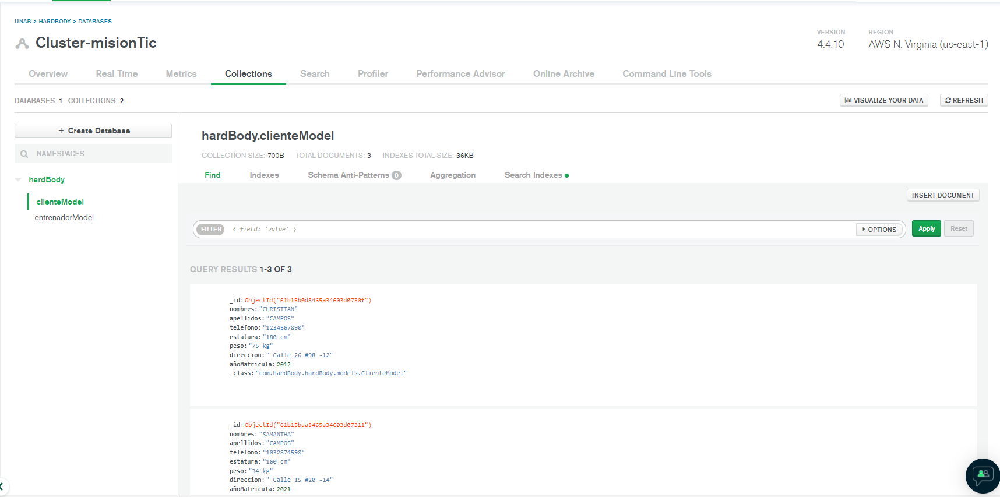 UNAB > HARDBODY > DATABASES
Cluster-misionTic
VERSION
4.4.10
REGION
AWS N. Virginia (us-east-1)
Overview Real Time Metrics Collections Search Profiler Performance Advisor Online Archive Command Line Tools
DATABASES: 1 COLLECTIONS: 2
VISUALIZE YOUR DATA
REFRESH
+ Create Database
NAMESPACES
hardBody
clienteModel
entrenadorModel
hardBody.clienteModel
COLLECTION SIZE: 700B TOTAL DOCUMENTS: 3 INDEXES TOTAL SIZE: 36KB
Find Indexes Schema Anti-Patterns 0 Aggregation Search Indexes
INSERT DOCUMENT
FILTER { field: 'value' } OPTIONS Apply Reset
QUERY RESULTS 1-3 OF 3
_id: ObjectId("61b15b0d8465a34603d0730f")
nombres: "CHRISTIAN"
apellidos: "CAMPOS"
telefono: "1234567890"
estatura: "180 cm"
peso: "75 kg"
direccion: " Calle 26 #98 -12"
añoMatricula: 2012
_class: "com.hardBody.hardBody.models.ClienteModel"
_id: ObjectId("61b15baa8465a34603d07311")
nombres: "SAMANTHA"
apellidos: "CAMPOS"
telefono: "1032874598"
estatura: "160 cm"
peso: "34 kg"
direccion: " Calle 15 #20 -14"
añoMatricula: 2021